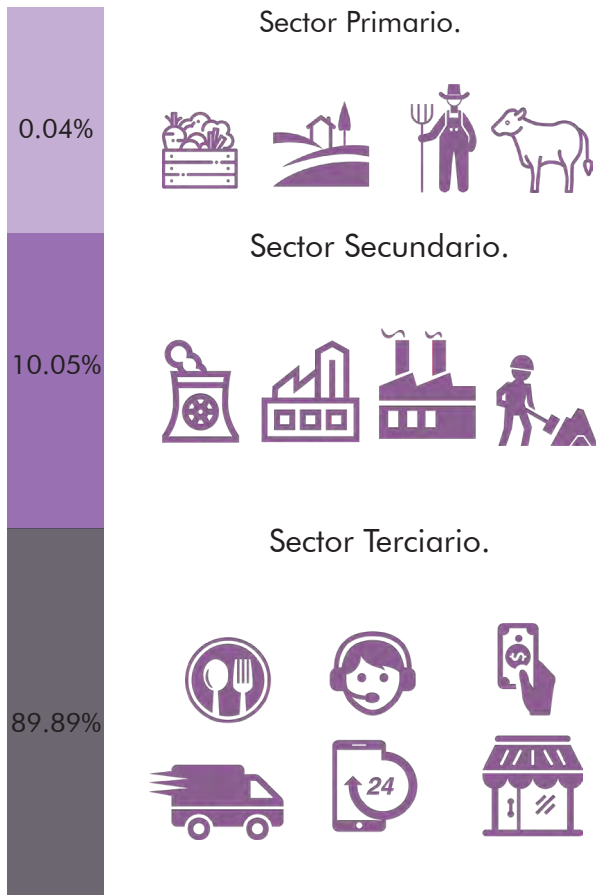 Sector Primario.
0.04%
Sector Secundario.
10.05%
Sector Terciario.
89.89%
24